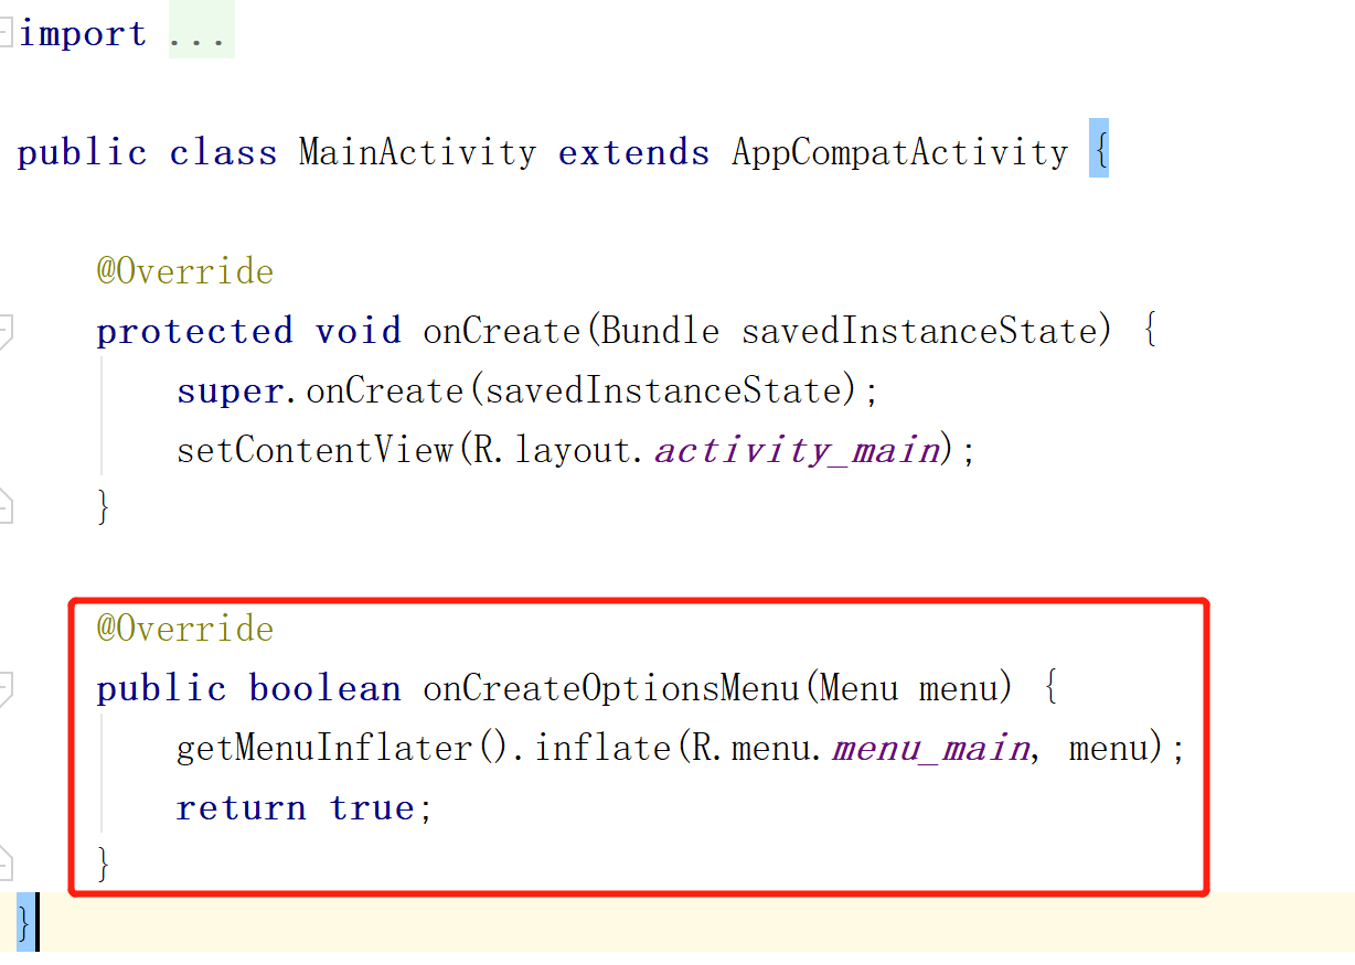 import ...
public class MainActivity extends AppCompatActivity {
@Override
protected void onCreate(Bundle savedInstanceState) {
super.onCreate(savedInstanceState);
setContentView(R.layout.activity_main);
}
@Override
public boolean onCreateOptionsMenu(Menu menu) {
getMenuInflater().inflate(R.menu.menu_main, menu);
return true;
}
}